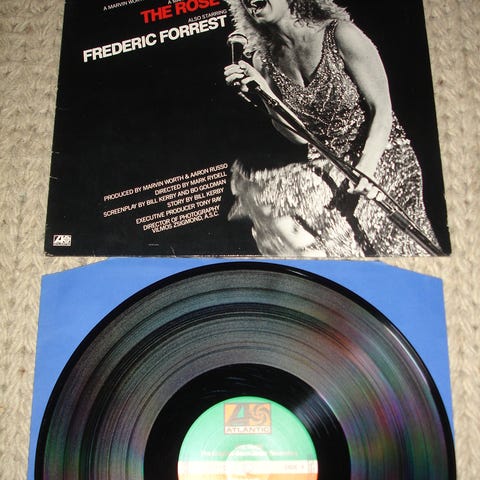 A MARVIN WORTH
THE ROSE
ALSO STARRING
FREDERIC FORREST
PRODUCED BY MARVIN WORTH & AARON RUSSO
DIRECTED BY MARK RYDELL
SCREENPLAY BY BILL KERBY AND BO GOLDMAN
STORY BY BILL KERBY
EXECUTIVE PRODUCER TONY RAY
DIRECTOR OF PHOTOGRAPHY
VILMOS ZSIGMOND, A.S.C.
ATLANTIC